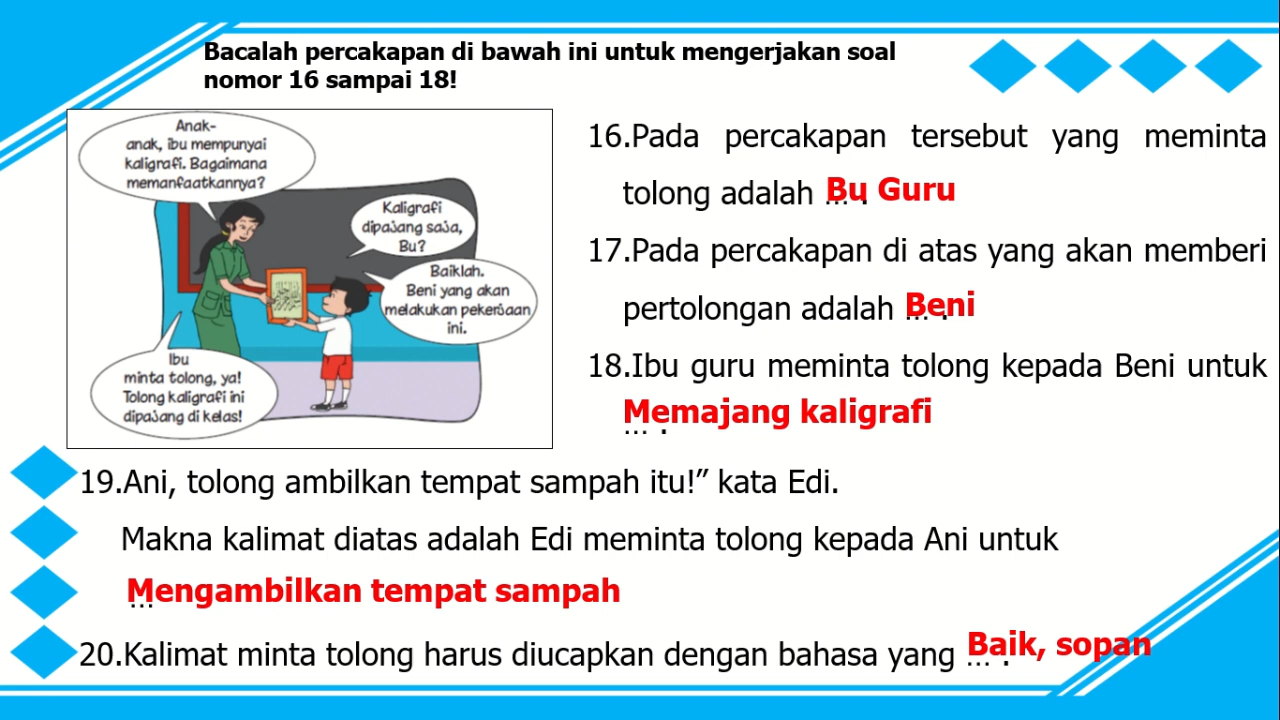 Bacalah percakapan di bawah ini untuk mengerjakan soal
nomor 16 sampai 18!
Anak-
anak, ibu mempunyai
kaligrafi. Bagaimana
memanfaatkannya?
Kaligrafi
dipajang saja,
Bu?
Baiklah.
Beni yang akan
melakukan pekerjaan
ini.
Ibu
minta tolong, ya!
Tolong kaligrafi ini
dipajang di kelas!
16.Pada percakapan tersebut yang meminta
tolong adalah ... . Bu Guru
17.Pada percakapan di atas yang akan memberi
pertolongan adalah ... . Beni
18.Ibu guru meminta tolong kepada Beni untuk
Memajang kaligrafi
... .
19.Ani, tolong ambilkan tempat sampah itu!” kata Edi.
Makna kalimat diatas adalah Edi meminta tolong kepada Ani untuk
Mengambilkan tempat sampah
...
20.Kalimat minta tolong harus diucapkan dengan bahasa yang ... . Baik, sopan